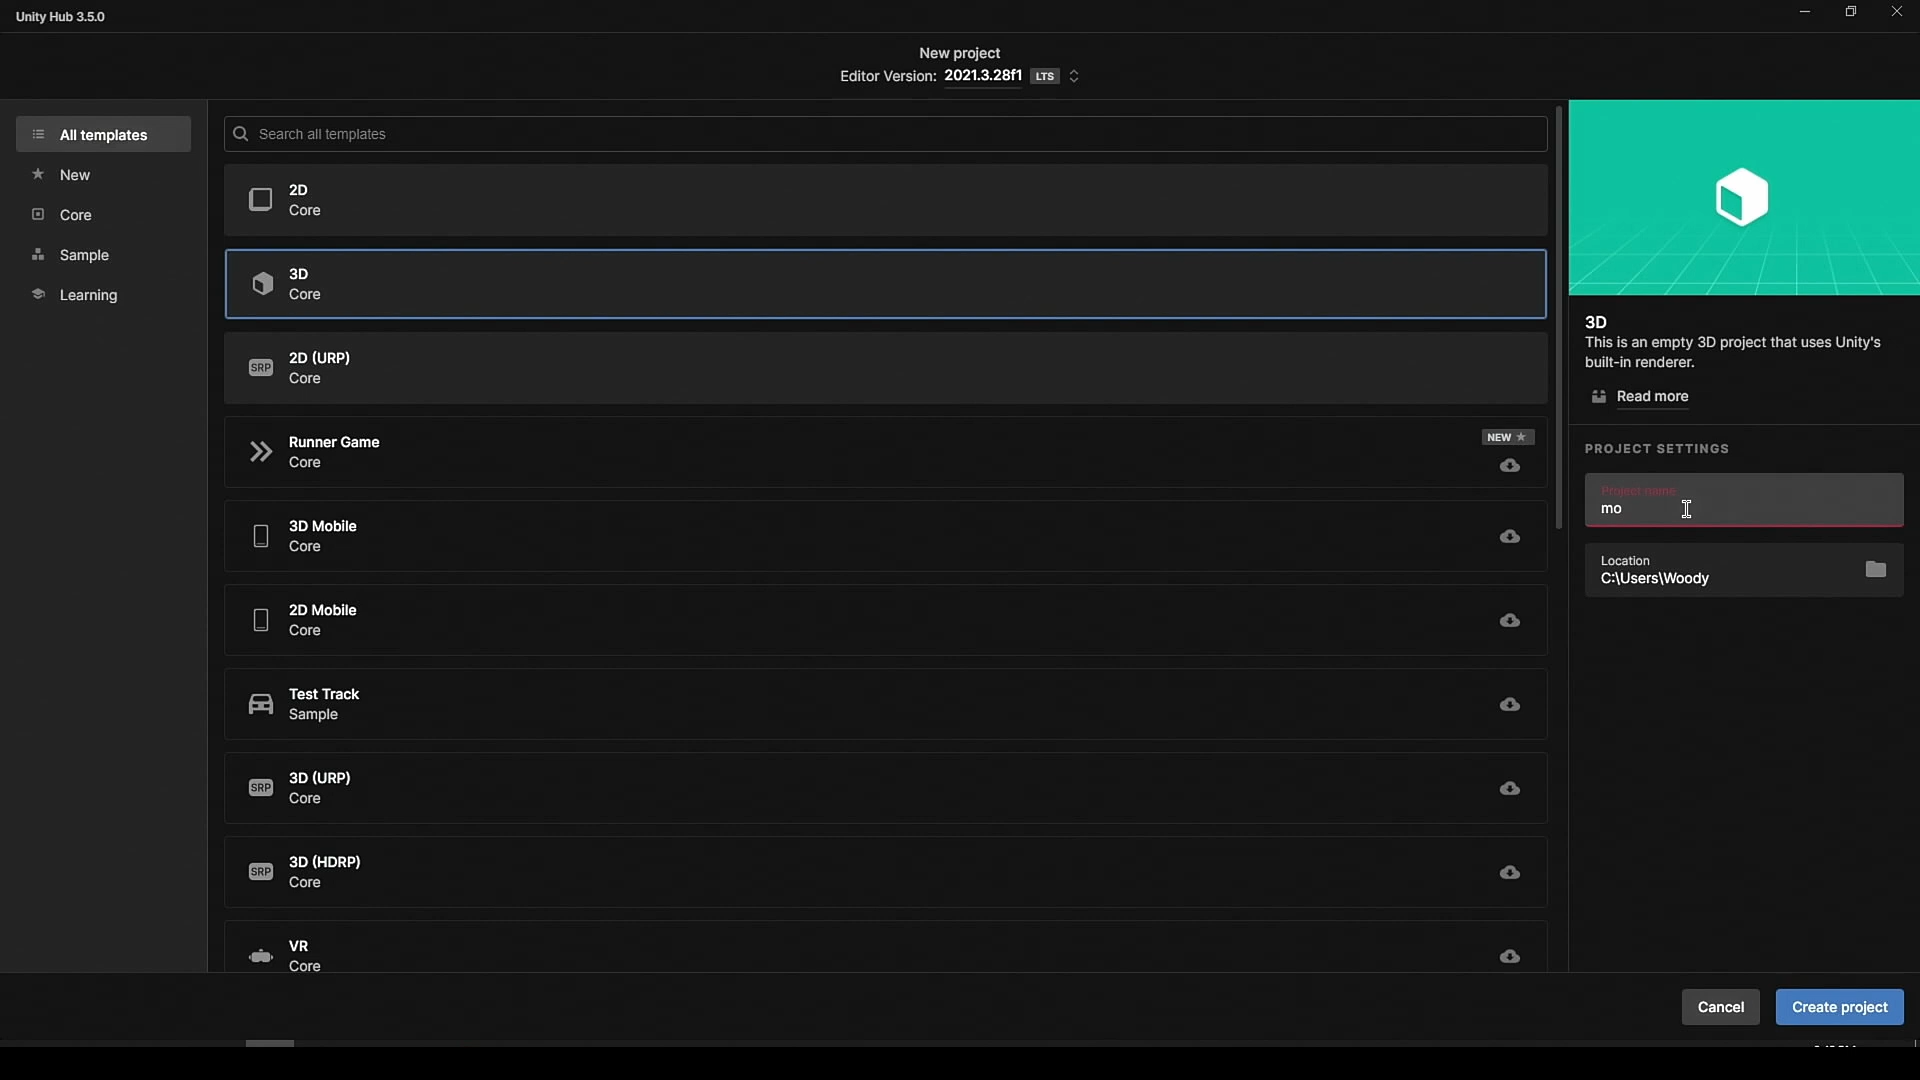 Unity Hub 3.5.0
New project
Editor Version: 2021.3.28f1 LTS
All templates
New
Core
Sample
Learning
Search all templates
2D
Core
3D
Core
SRP
2D (URP)
Core
Runner Game
Core
NEW
3D Mobile
Core
2D Mobile
Core
Test Track
Sample
SRP
3D (URP)
Core
SRP
3D (HDRP)
Core
VR
Core
3D
This is an empty 3D project that uses Unity's
built-in renderer.
Read more
PROJECT SETTINGS
Project name
mo
Location
C:\Users\Woody
Cancel
Create project